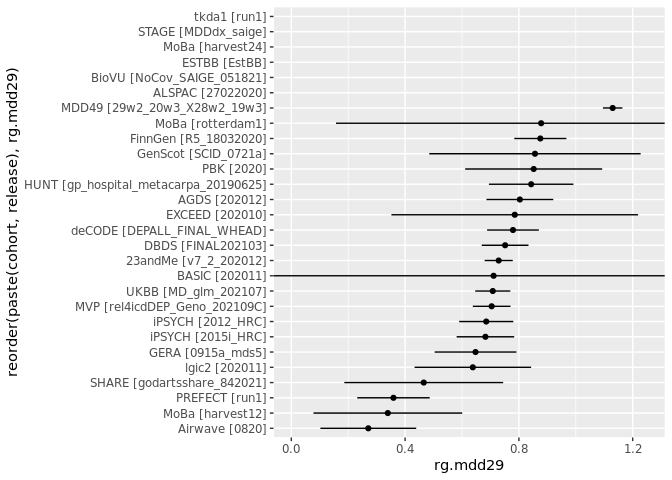 reorder(paste(cohort, release), rg.mdd29)
tkda1 [run1]
STAGE [MDDdx_saige]
MoBa [harvest24]
ESTBB [EstBB]
BioVU [NoCov_SAIGE_051821]
ALSPAC [27022020]
MDD49 [29w2_20w3_X28w2_19w3]
MoBa [rotterdam1]
FinnGen [R5_18032020]
GenScot [SCID_0721a]
PBK [2020]
HUNT [gp_hospital_metacarpa_20190625]
AGDS [202012]
EXCEED [202010]
deCODE [DEPALL_FINAL_WHEAD]
DBDS [FINAL202103]
23andMe [v7_2_202012]
BASIC [202011]
UKBB [MD_glm_202107]
MVP [rel4icdDEP_Geno_202109C]
iPSYCH [2012_HRC]
iPSYCH [2015i_HRC]
GERA [0915a_mds5]
lgic2 [202011]
SHARE [godartsshare_842021]
PREFECT [run1]
MoBa [harvest12]
Airwave [0820]
0.0 0.4 0.8 1.2
rg.mdd29